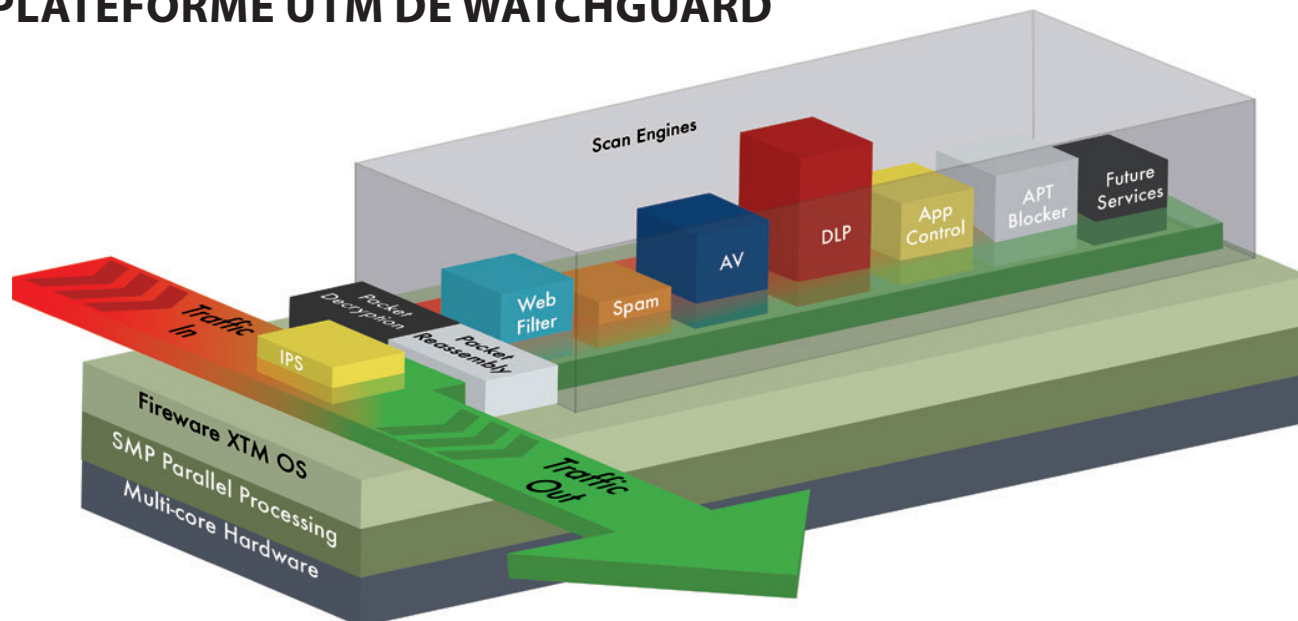 PLATEFORME UTM DE WATCHGUARD
Scan Engines
Future
Services
APT
Blocker
App
Control
DLP
AV
Spam
Web
Filter
Packet
Decryption
Packet
Reassembly
IPS
Traffic
In
Traffic
Out
Fireware XTM OS
SMP Parallel Processing
Multi-core Hardware